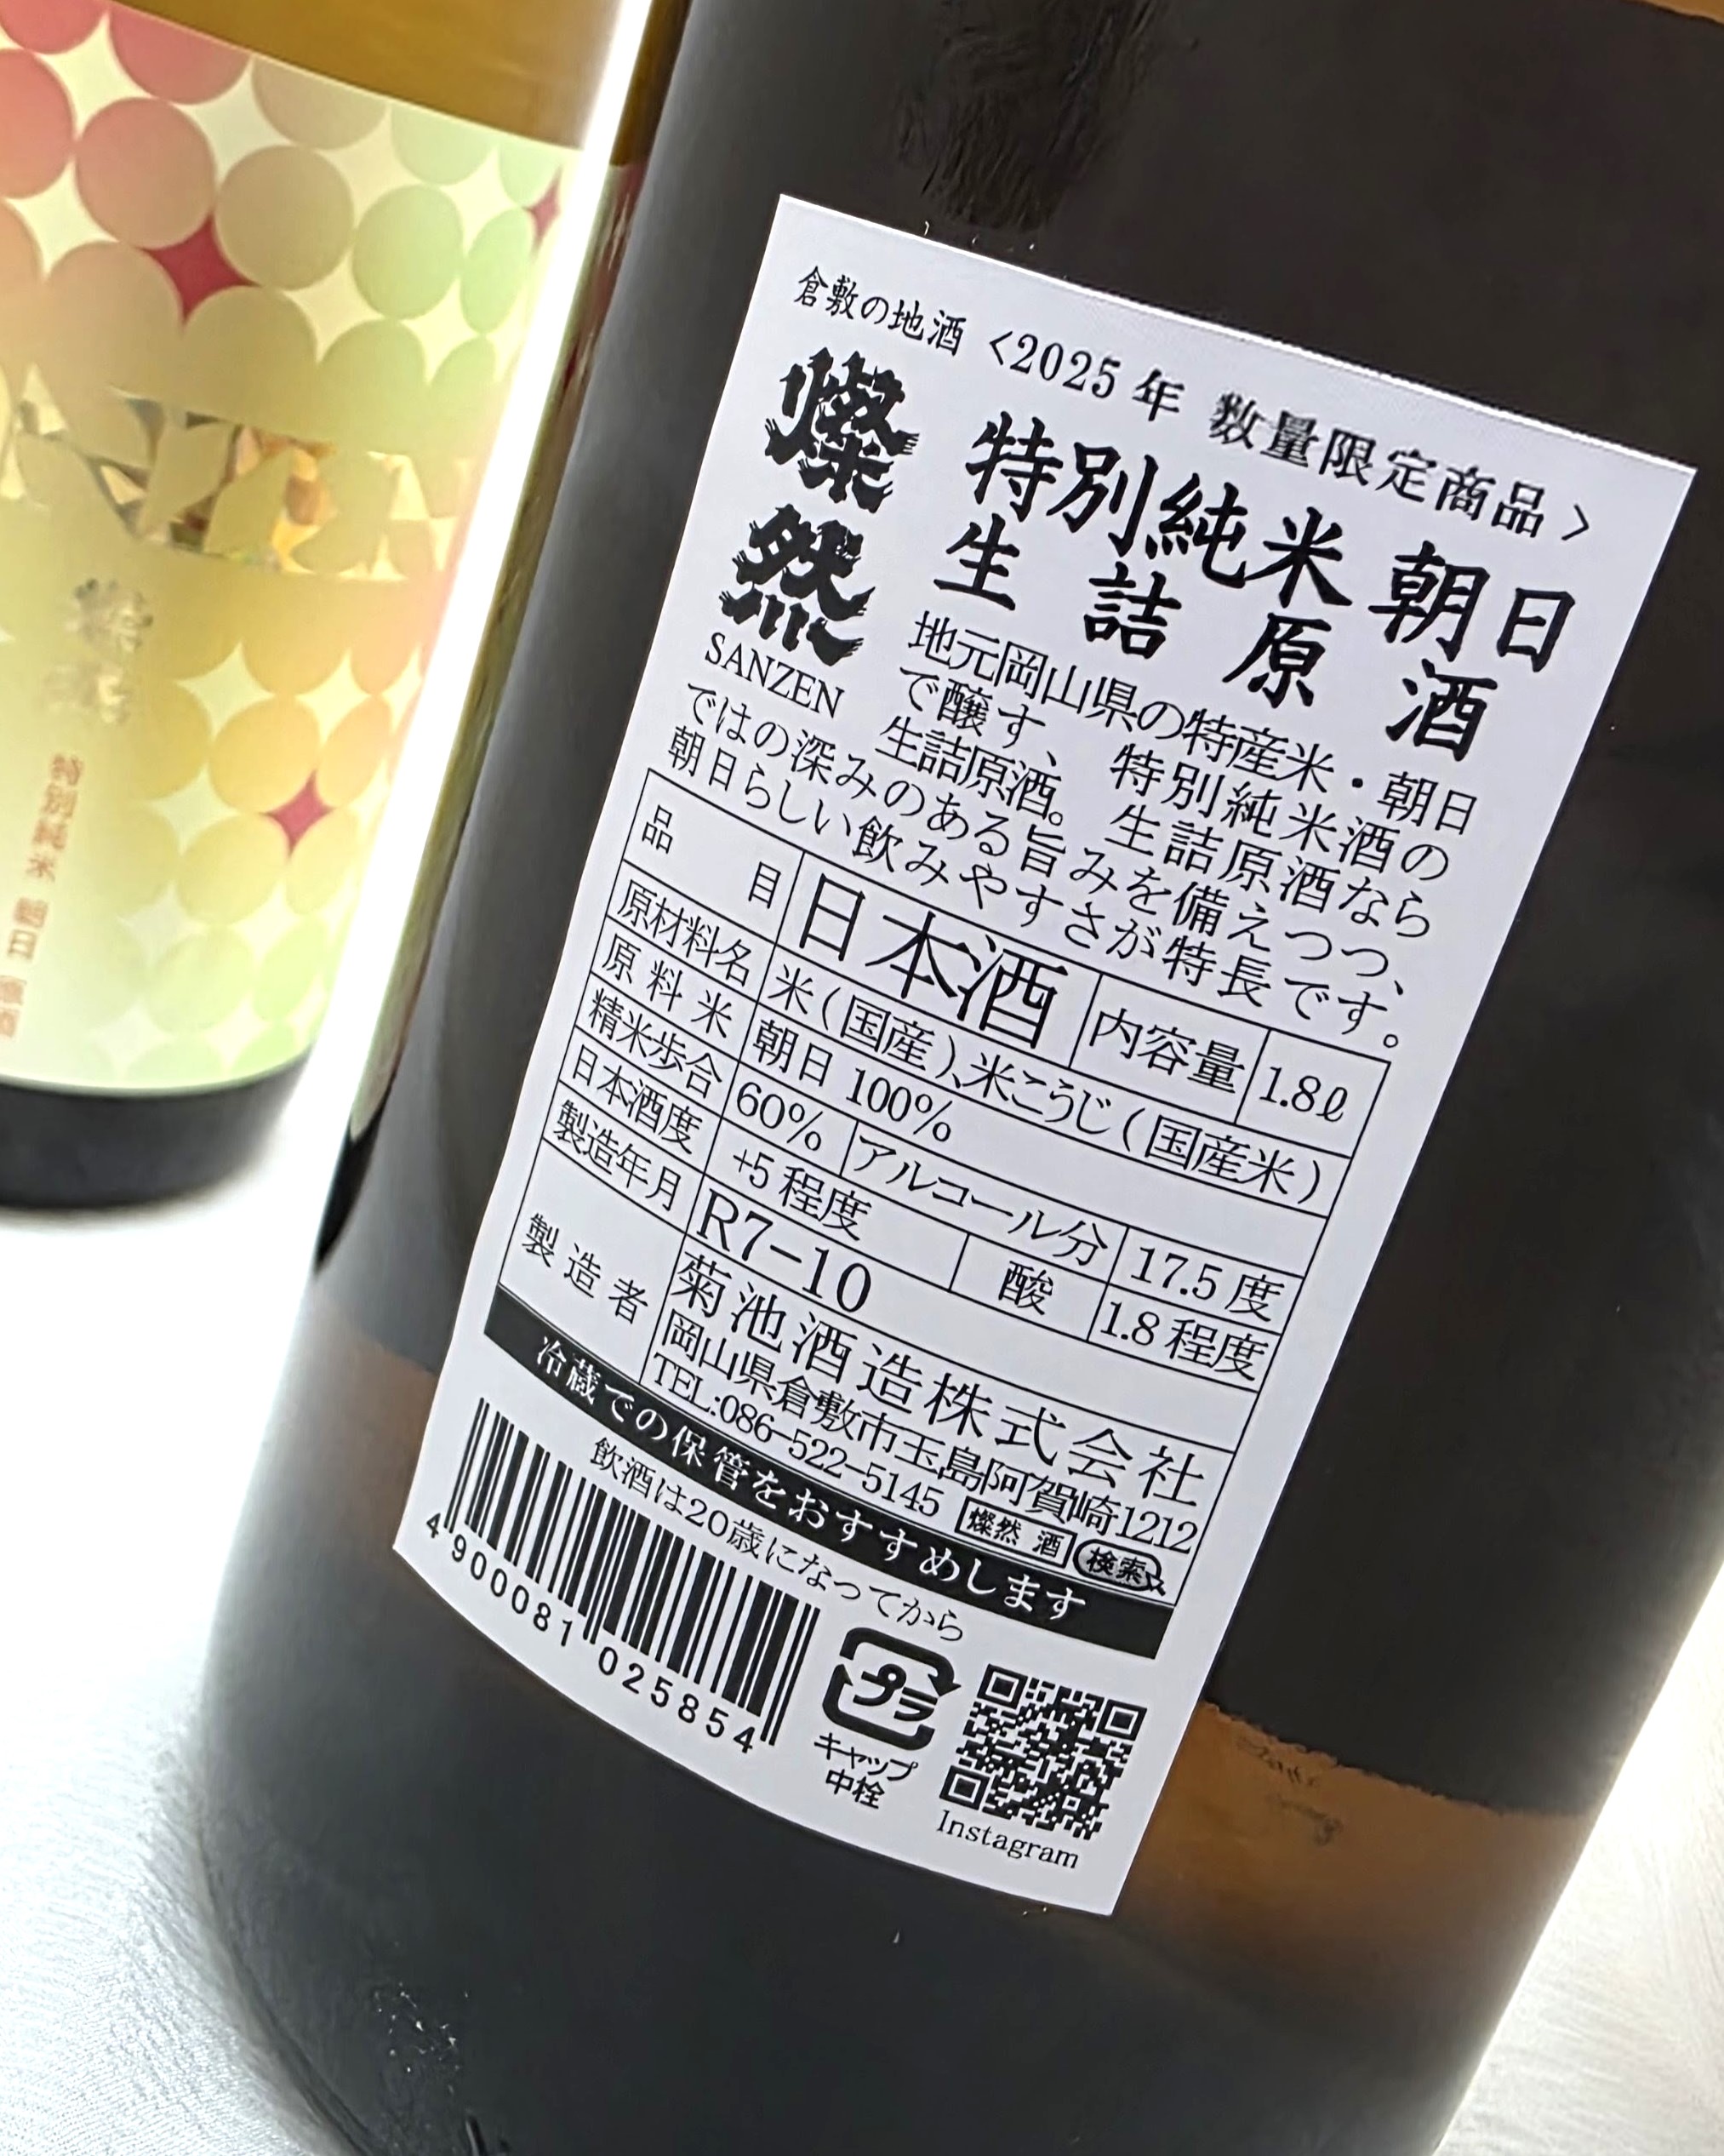 倉敷の地酒 <2025年 数量限定商品>
燦然
SANZEN
特別純米 朝日
生詰原酒
地元岡山県の特産米・朝日
で醸す、特別純米酒の
生詰原酒。生詰原酒なら
ではの深みのある旨みを備えつつ、
朝日らしい飲みやすさが特長です。
品目 日本酒 内容量 1.8ℓ
原材料名 米(国産)、米こうじ(国産米)
原料米 朝日 100%
精米歩合 60% アルコール分 17.5度
日本酒度 +5程度 酸 1.8程度
製造年月 R7-10
製造者 菊池酒造株式会社
岡山県倉敷市玉島阿賀崎1212
TEL:086-522-5145 燦然 酒 検索
冷蔵での保管をおすすめします
飲酒は20歳になってから
4 900081 025854
プラ
キャップ
中栓
Instagram
特別純米 朝日 原酒